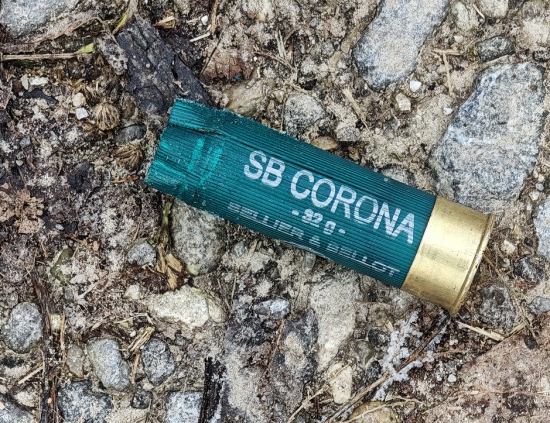 SB CORONA
- 32 g -
SELLIER & BELLOT